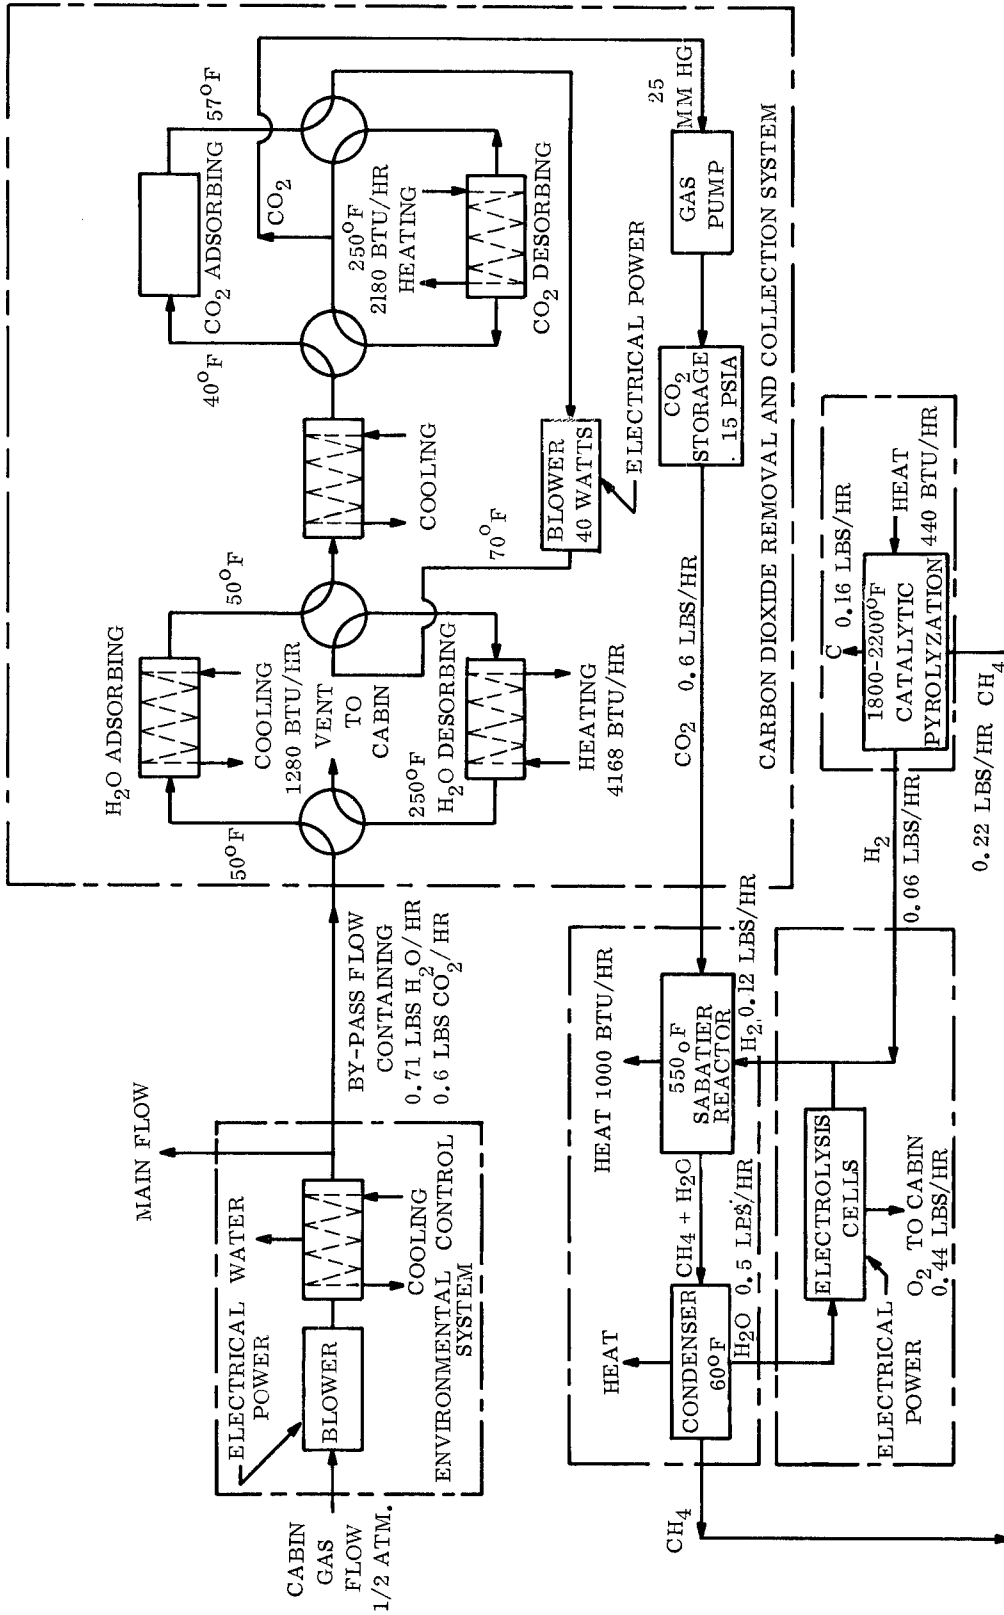 CABIN
GAS
FLOW
1/2 ATM.
ELECTRICAL
POWER
WATER
BLOWER
COOLING
ENVIRONMENTAL CONTROL
SYSTEM
MAIN FLOW
BY-PASS FLOW
CONTAINING
0.71 LBS H2O/HR
0.6 LBS CO2/HR
50°F
H2O ADSORBING
COOLING
1280 BTU/HR
VENT
TO
CABIN
250°F
H2O DESORBING
HEATING
4168 BTU/HR
50°F
COOLING
70°F
BLOWER
40 WATTS
ELECTRICAL POWER
40°F
CO2 ADSORBING
57°F
CO2
250°F
2180 BTU/HR
HEATING
CO2 DESORBING
25
MM HG
GAS
PUMP
CO2
STORAGE
15 PSIA
CO2 0.6 LBS/HR
CARBON DIOXIDE REMOVAL AND COLLECTION SYSTEM
HEAT 1000 BTU/HR
550°F
SABATIER
REACTOR
H2, 0.12 LBS/HR
CH4 + H2O
HEAT
CONDENSER
60°F
H2O 0.5 LBS/HR
CH4
ELECTROLYSIS
CELLS
ELECTRICAL
POWER
O2 TO CABIN
0.44 LBS/HR
H2
0.06 LBS/HR
C 0.16 LBS/HR
HEAT
440 BTU/HR
1800-2200°F
CATALYTIC
PYROLYZATION
0.22 LBS/HR CH4